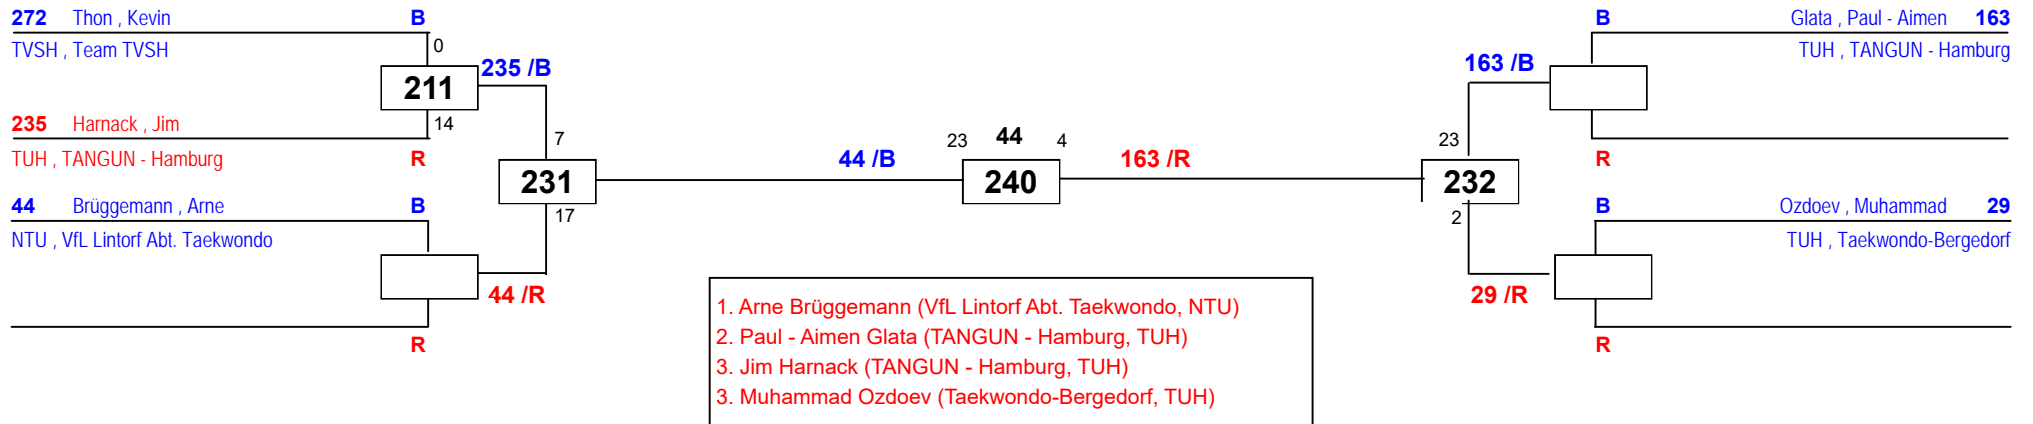 272 Thon , Kevin B
TVSH , Team TVSH
0
211
235 /B
14
235 Harnack , Jim
TUH , TANGUN - Hamburg R
7
231
17
44 Brüggemann , Arne B
NTU , VfL Lintorf Abt. Taekwondo
44 /R
R
44 /B
23 44 4
240
163 /R
B Glata , Paul - Aimen 163
TUH , TANGUN - Hamburg
163 /B
R
23
232
2
B Ozdoev , Muhammad 29
TUH , Taekwondo-Bergedorf
29 /R
R
1. Arne Brüggemann (VfL Lintorf Abt. Taekwondo, NTU)
2. Paul - Aimen Glata (TANGUN - Hamburg, TUH)
3. Jim Harnack (TANGUN - Hamburg, TUH)
3. Muhammad Ozdoev (Taekwondo-Bergedorf, TUH)